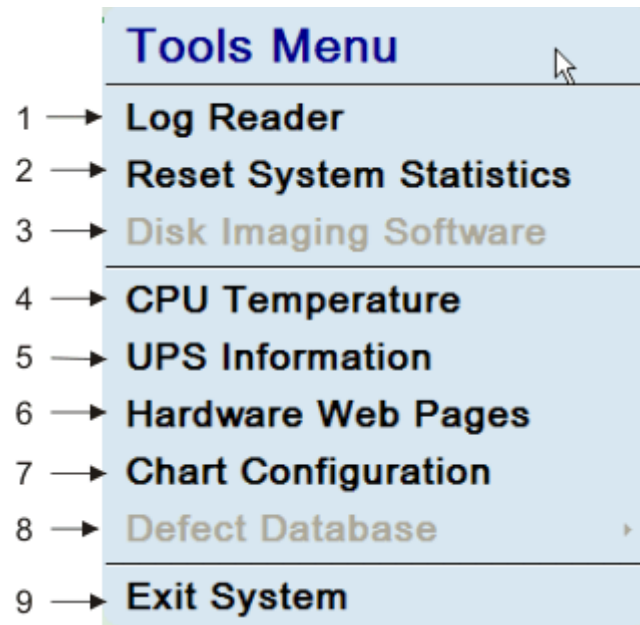 Tools Menu
1 Log Reader
2 Reset System Statistics
3 Disk Imaging Software
4 CPU Temperature
5 UPS Information
6 Hardware Web Pages
7 Chart Configuration
8 Defect Database
9 Exit System